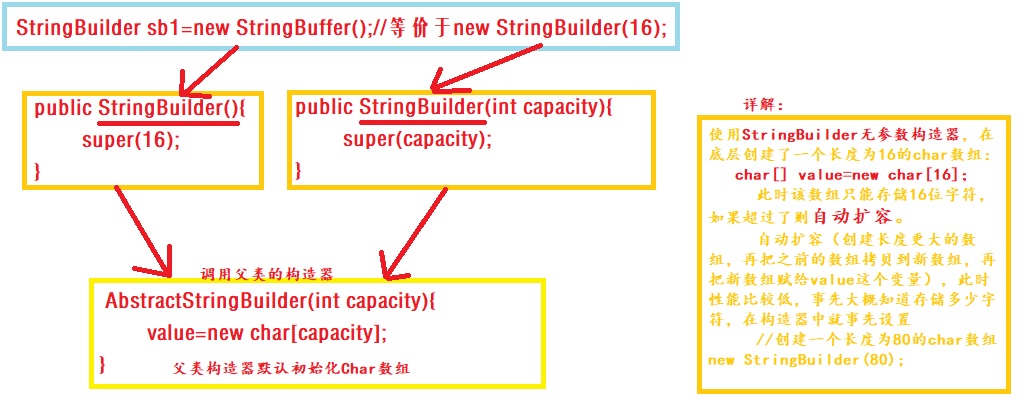 StringBuilder sb1=new StringBuffer();//等价于new StringBuilder(16);
public StringBuilder(){
super(16);
}
public StringBuilder(int capacity){
super(capacity);
}
调用父类的构造器
AbstractStringBuilder(int capacity){
value=new char[capacity];
} 父类构造器默认初始化Char数组
详解：
使用StringBuilder无参数构造器，在
底层创建了一个长度为16的char数组：
char[] value=new char[16];
此时该数组只能存储16位字符，
如果超过了则自动扩容。
自动扩容（创建长度更大的数
组，再把之前的数组拷贝到新数组，再
把新数组赋给value这个变量），此时
性能比较低，事先大概知道存储多少字
符，在构造器中就事先设置
//创建一个长度为80的char数组
new StringBuilder(80);